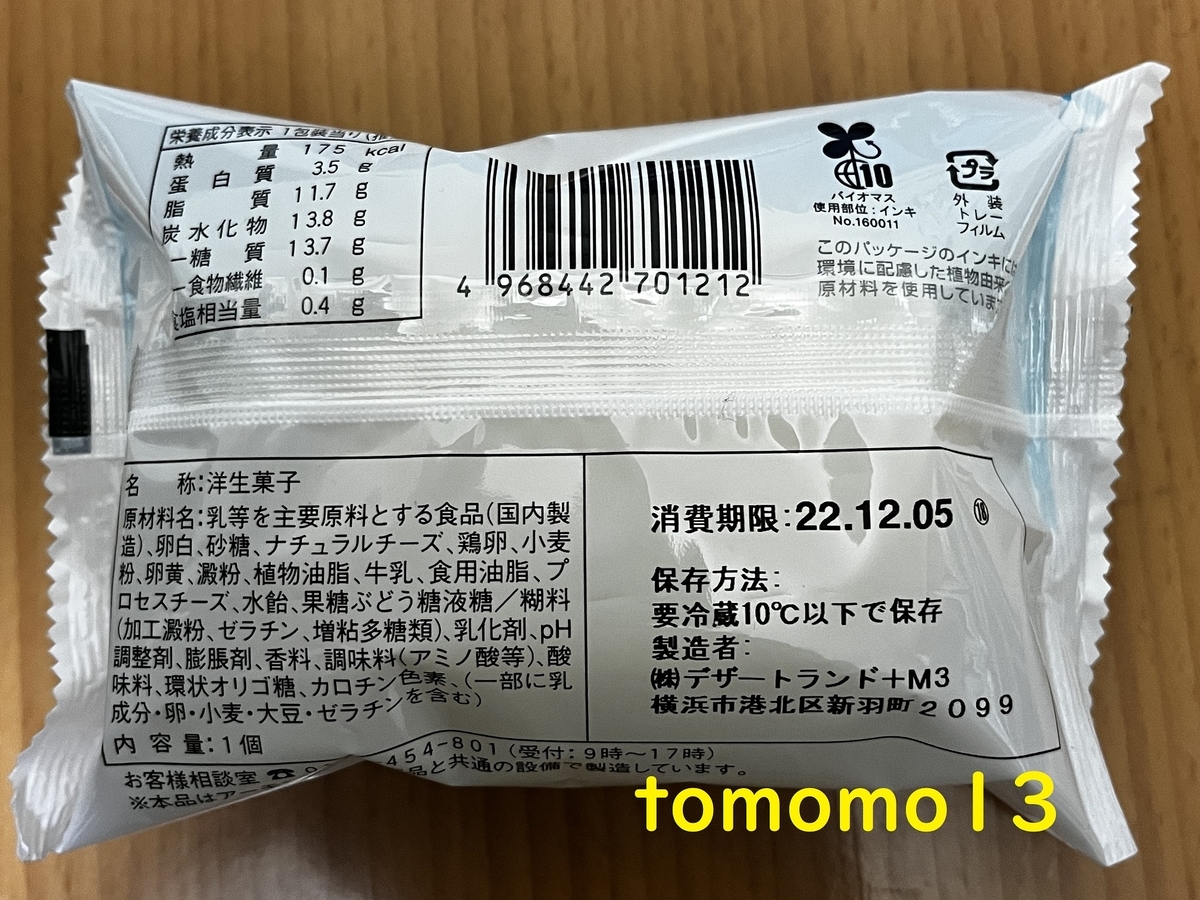 栄養成分表示 1包装当り
熱量 175 kcal
蛋白質 3.5 g
脂質 11.7 g
炭水化物 13.8 g
－糖質 13.7 g
－食物繊維 0.1 g
食塩相当量 0.4 g
4 968442 701212
10
バイオマス
使用部位：インキ
No.160011
プラ
外装
トレー
フィルム
このパッケージのインキには
環境に配慮した植物由来
原材料を使用していま
名称：洋生菓子
原材料名：乳等を主要原料とする食品（国内製
造）、卵白、砂糖、ナチュラルチーズ、鶏卵、小麦
粉、卵黄、澱粉、植物油脂、牛乳、食用油脂、プ
ロセスチーズ、水飴、果糖ぶどう糖液糖／糊料
（加工澱粉、ゼラチン、増粘多糖類）、乳化剤、pH
調整剤、膨脹剤、香料、調味料（アミノ酸等）、酸
味料、環状オリゴ糖、カロチン色素、（一部に乳
成分・卵・小麦・大豆・ゼラチンを含む）
内容量：1個
消費期限：22.12.05 ⑱
保存方法：
要冷蔵10℃以下で保存
製造者：
㈱デザートランド＋M3
横浜市港北区新羽町2099
お客様相談室 ☎ 454-801（受付：9時～17時）
※本品はアー 品と共通の設備で製造しています。
tomomo13